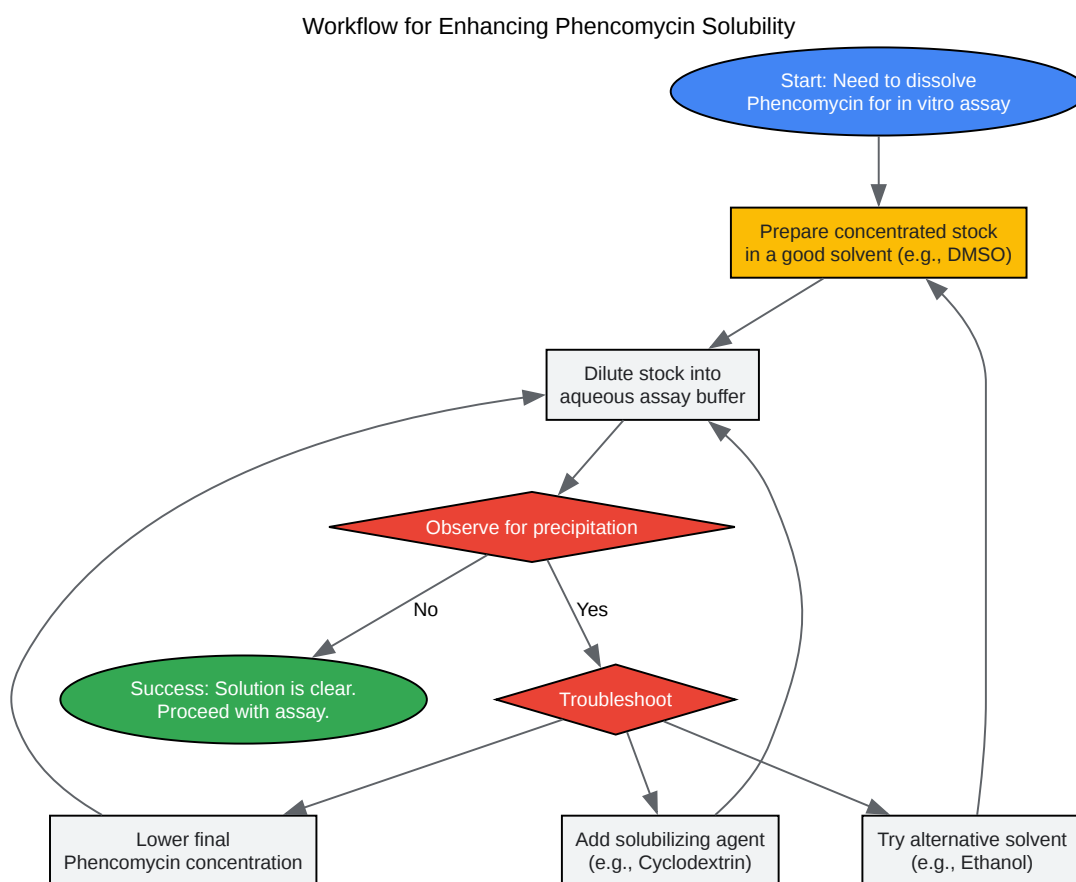 Workflow for Enhancing Phencomycin Solubility
Start: Need to dissolve
Phencomycin for in vitro assay
Prepare concentrated stock
in a good solvent (e.g., DMSO)
Dilute stock into
aqueous assay buffer
Observe for precipitation
No
Yes
Success: Solution is clear.
Proceed with assay.
Troubleshoot
Lower final
Phencomycin concentration
Add solubilizing agent
(e.g., Cyclodextrin)
Try alternative solvent
(e.g., Ethanol)